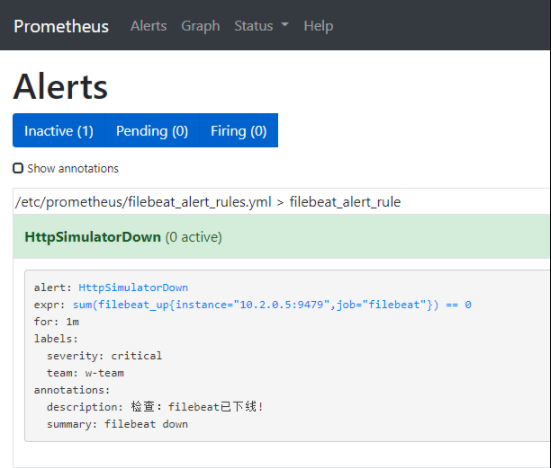 Prometheus Alerts Graph Status Help
Alerts
Inactive (1) Pending (0) Firing (0)
Show annotations
/etc/prometheus/filebeat_alert_rules.yml > filebeat_alert_rule
HttpSimulatorDown (0 active)
alert: HttpSimulatorDown
expr: sum(filebeat_up{instance="10.2.0.5:9479",job="filebeat"}) == 0
for: 1m
labels:
  severity: critical
  team: w-team
annotations:
  description: 检查：filebeat已下线!
  summary: filebeat down